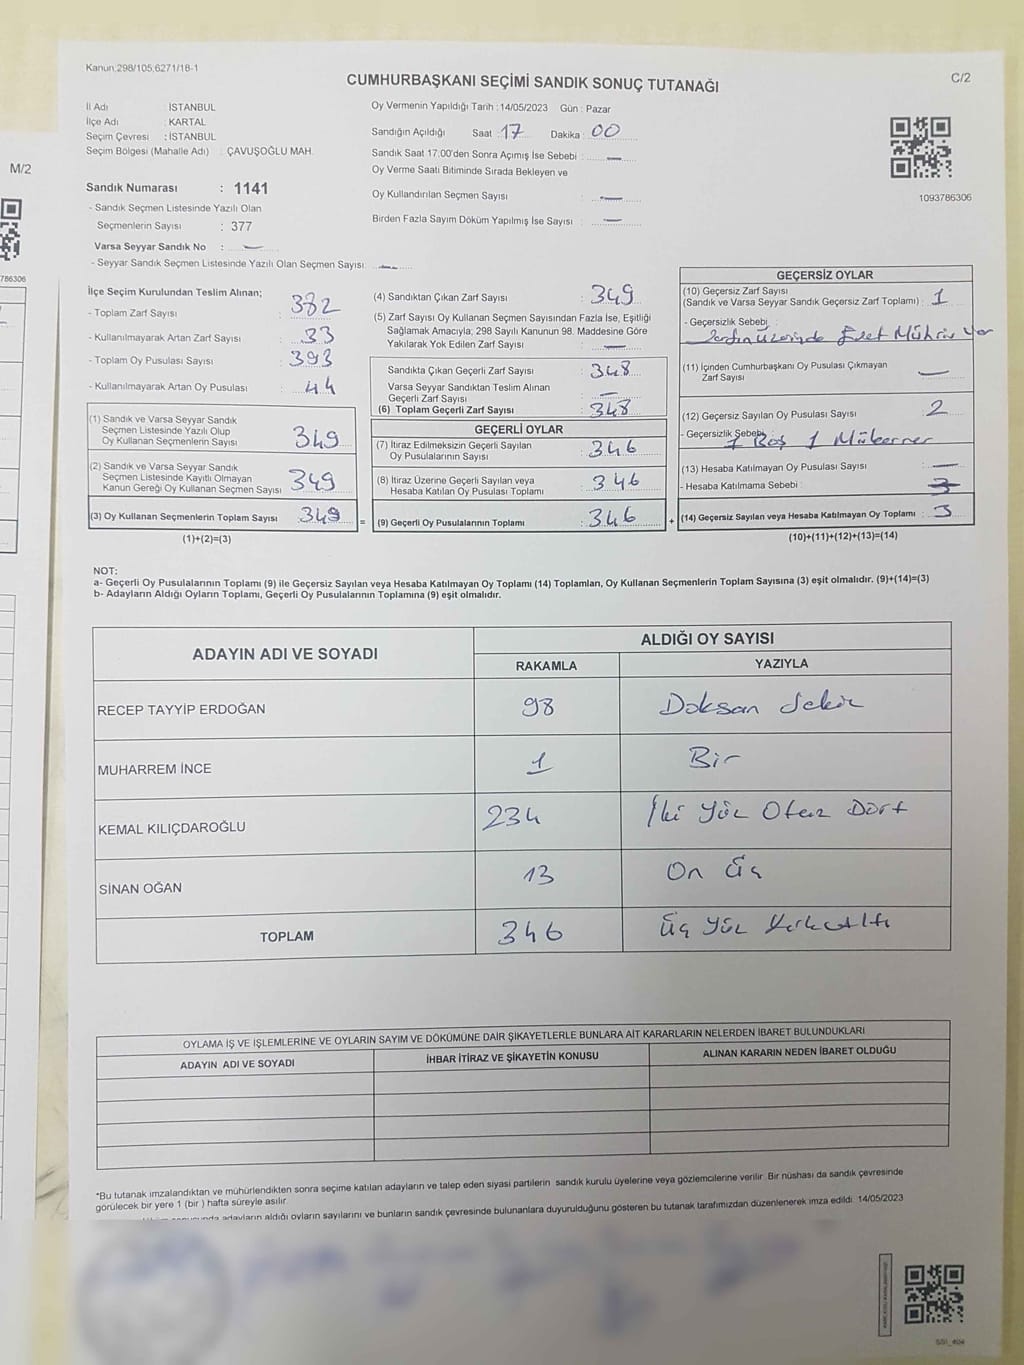 Kanun:298/105;6271/18-1
CUMHURBAŞKANI SEÇİMİ SANDIK SONUÇ TUTANAĞI
C/2
İl Adı : İSTANBUL
İlçe Adı : KARTAL
Seçim Çevresi : İSTANBUL
Seçim Bölgesi (Mahalle Adı) : ÇAVUŞOĞLU MAH.
Sandık Numarası : 1141
- Sandık Seçmen Listesinde Yazılı Olan
Seçmenlerin Sayısı : 377
Varsa Seyyar Sandık No : —
- Seyyar Sandık Seçmen Listesinde Yazılı Olan Seçmen Sayısı: —
Oy Vermenin Yapıldığı Tarih : 14/05/2023 Gün : Pazar
Sandığın Açıldığı Saat : 17 Dakika : 00
Sandık Saat 17:00'den Sonra Açımış İse Sebebi : —
Oy Verme Saati Bitiminde Sırada Bekleyen ve
Oy Kullandırılan Seçmen Sayısı : —
Birden Fazla Sayım Döküm Yapılmış İse Sayısı : —
1093786306
M/2
786306
İlçe Seçim Kurulundan Teslim Alınan;
- Toplam Zarf Sayısı : 382
- Kullanılmayarak Artan Zarf Sayısı : 33
- Toplam Oy Pusulası Sayısı : 393
- Kullanılmayarak Artan Oy Pusulası : 44
(1) Sandık ve Varsa Seyyar Sandık
Seçmen Listesinde Yazılı Olup
Oy Kullanan Seçmenlerin Sayısı 349
(2) Sandık ve Varsa Seyyar Sandık
Seçmen Listesinde Kayıtlı Olmayan
Kanun Gereği Oy Kullanan Seçmen Sayısı 349
(3) Oy Kullanan Seçmenlerin Toplam Sayısı 349 =
(1)+(2)=(3)
(4) Sandıktan Çıkan Zarf Sayısı : 349
(5) Zarf Sayısı Oy Kullanan Seçmen Sayısından Fazla İse, Eşitliği
Sağlamak Amacıyla; 298 Sayılı Kanunun 98. Maddesine Göre
Yakılarak Yok Edilen Zarf Sayısı : —
Sandıkta Çıkan Geçerli Zarf Sayısı : 348
Varsa Seyyar Sandıktan Teslim Alınan
Geçerli Zarf Sayısı : —
(6) Toplam Geçerli Zarf Sayısı : 348
GEÇERLİ OYLAR
(7) İtiraz Edilmeksizin Geçerli Sayılan
Oy Pusulalarının Sayısı : 346
(8) İtiraz Üzerine Geçerli Sayılan veya
Hesaba Katılan Oy Pusulası Toplamı : 346
(9) Geçerli Oy Pusulalarının Toplamı : 346 +
GEÇERSİZ OYLAR
(10) Geçersiz Zarf Sayısı
(Sandık ve Varsa Seyyar Sandık Geçersiz Zarf Toplamı) : 1
- Geçersizlik Sebebi :
Zarfın Üzerinde Evet Mührü Var
(11) İçinden Cumhurbaşkanı Oy Pusulası Çıkmayan
Zarf Sayısı : —
(12) Geçersiz Sayılan Oy Pusulası Sayısı : 2
- Geçersizlik Sebebi : 1 Boş 1 Mükerrer
(13) Hesaba Katılmayan Oy Pusulası Sayısı : —
- Hesaba Katılmama Sebebi : 3
(14) Geçersiz Sayılan veya Hesaba Katılmayan Oy Toplamı : 3
(10)+(11)+(12)+(13)=(14)
NOT:
a- Geçerli Oy Pusulalarının Toplamı (9) ile Geçersiz Sayılan veya Hesaba Katılmayan Oy Toplamı (14) Toplamları, Oy Kullanan Seçmenlerin Toplam Sayısına (3) eşit olmalıdır. (9)+(14)=(3)
b- Adayların Aldığı Oyların Toplamı, Geçerli Oy Pusulalarının Toplamına (9) eşit olmalıdır.
ADAYIN ADI VE SOYADI
ALDIĞI OY SAYISI
RAKAMLA YAZIYLA
RECEP TAYYİP ERDOĞAN 98 Doksan Sekiz
MUHARREM İNCE 1 Bir
KEMAL KILIÇDAROĞLU 234 İki Yüz Otuz Dört
SİNAN OĞAN 13 On Üç
TOPLAM 346 Üç Yüz Kırk Altı
OYLAMA İŞ VE İŞLEMLERİNE VE OYLARIN SAYIM VE DÖKÜMÜNE DAİR ŞİKAYETLERLE BUNLARA AİT KARARLARIN NELERDEN İBARET BULUNDUKLARI
ADAYIN ADI VE SOYADI İHBAR İTİRAZ VE ŞİKAYETİN KONUSU ALINAN KARARIN NEDEN İBARET OLDUĞU
*Bu tutanak imzalandıktan ve mühürlendikten sonra seçime katılan adayların ve talep eden siyasi partilerin sandık kurulu üyelerine veya gözlemcilerine verilir. Bir nüshası da sandık çevresinde
görülecek bir yere 1 (bir ) hafta süreyle asılır.
adayların aldığı oyların sayılarını ve bunların sandık çevresinde bulunanlara duyurulduğunu gösteren bu tutanak tarafımızdan düzenlenerek imza edildi. 14/05/2023